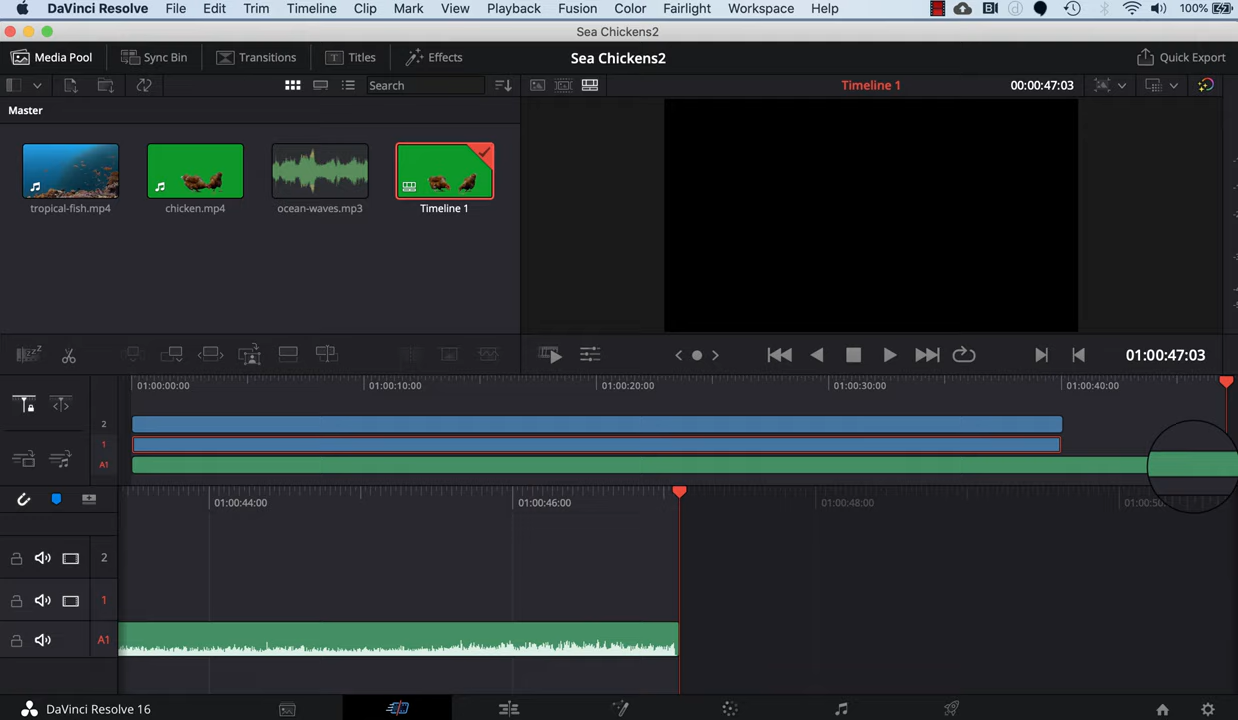 DaVinci Resolve File Edit Trim Timeline Clip Mark View Playback Fusion Color Fairlight Workspace Help 100%
Sea Chickens2
Media Pool Sync Bin Transitions Titles Effects Sea Chickens2 Quick Export
Search Timeline 1 00:00:47:03
Master
tropical-fish.mp4 chicken.mp4 ocean-waves.mp3 Timeline 1
01:00:47:03
01:00:00:00 01:00:10:00 01:00:20:00 01:00:30:00 01:00:40:00
2
1
A1
01:00:44:00 01:00:46:00 01:00:48:00 01:00:50:
2
1
A1
DaVinci Resolve 16